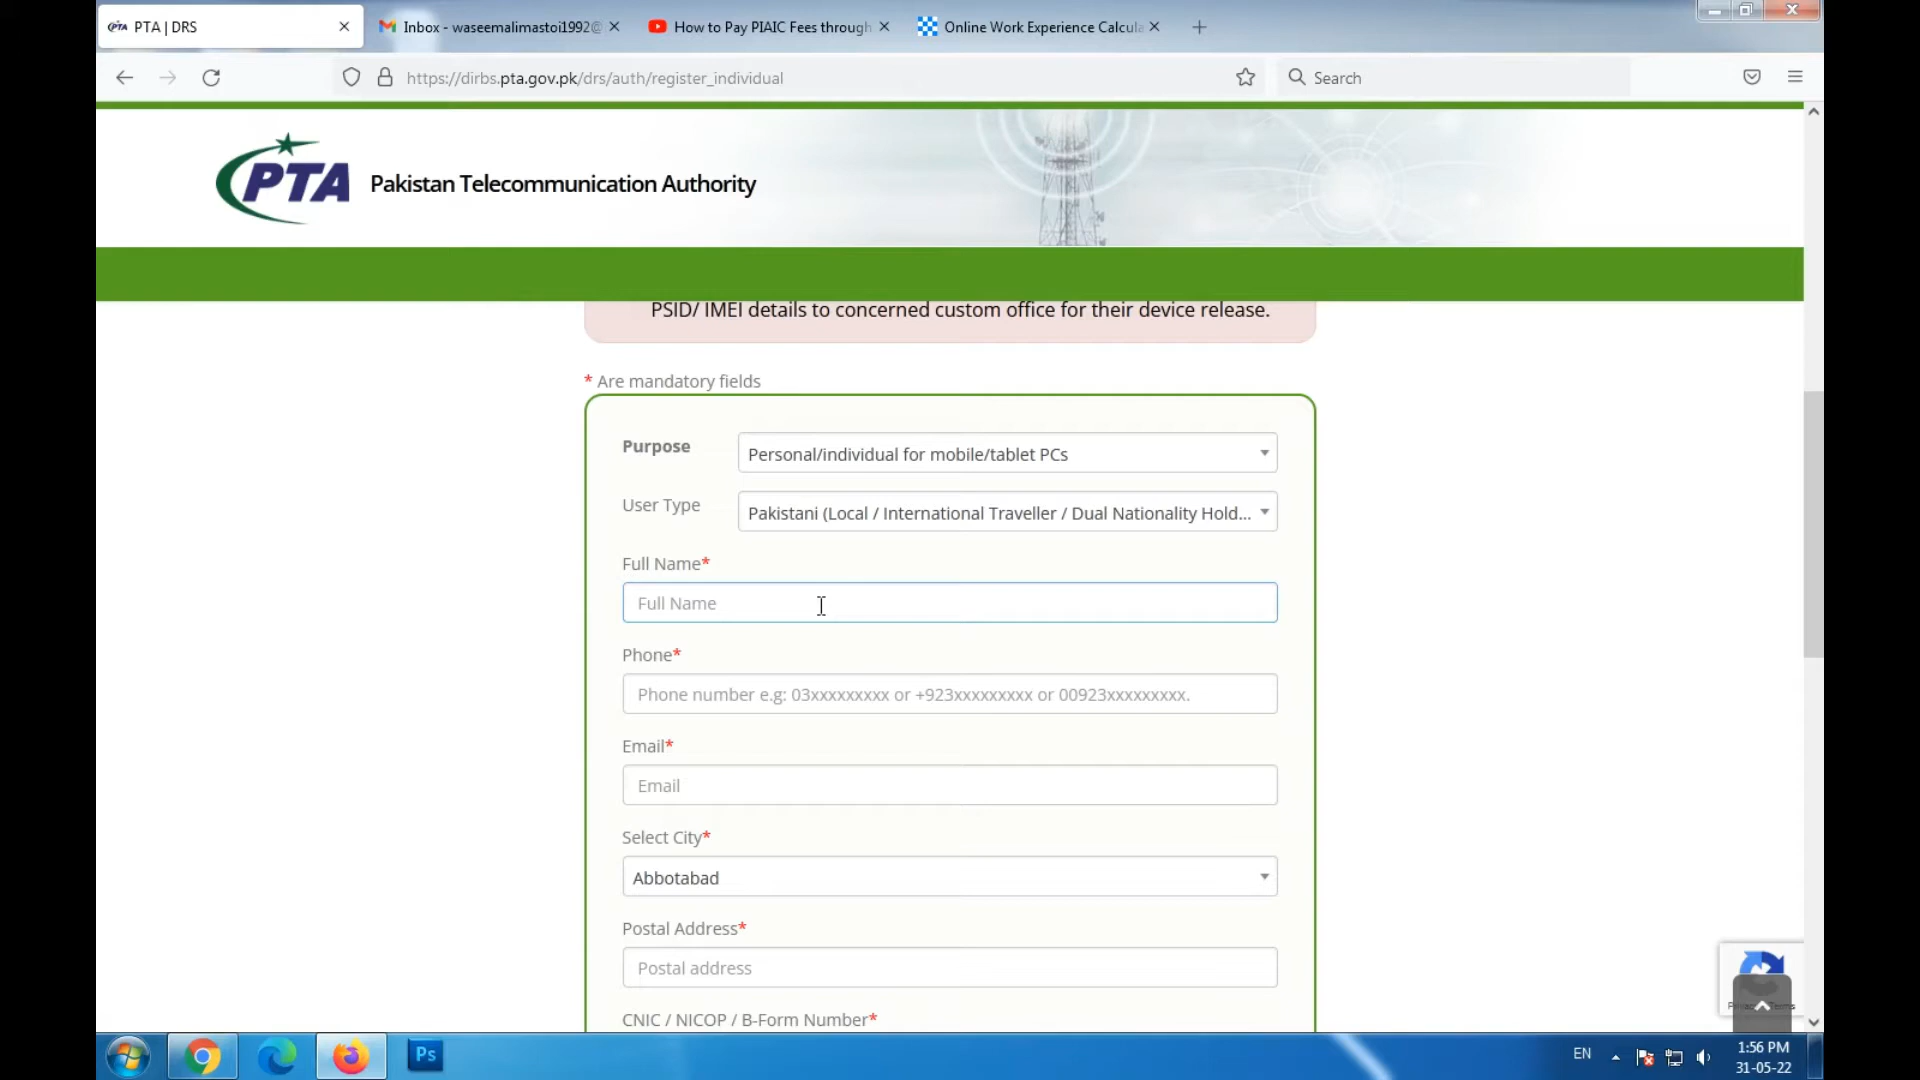 PTA | DRS
Inbox - waseemalimastoi1992@
How to Pay PIAIC Fees through
Online Work Experience Calcula
https://dirbs.pta.gov.pk/drs/auth/register_individual
Search
PTA
Pakistan Telecommunication Authority
PSID/ IMEI details to concerned custom office for their device release.
* Are mandatory fields
Purpose
Personal/individual for mobile/tablet PCs
User Type
Pakistani (Local / International Traveller / Dual Nationality Hold...
Full Name*
Full Name
Phone*
Phone number e.g: 03xxxxxxxxx or +923xxxxxxxxx or 00923xxxxxxxxx.
Email*
Email
Select City*
Abbotabad
Postal Address*
Postal address
CNIC / NICOP / B-Form Number*
Ps
EN
1:56 PM
31-05-22